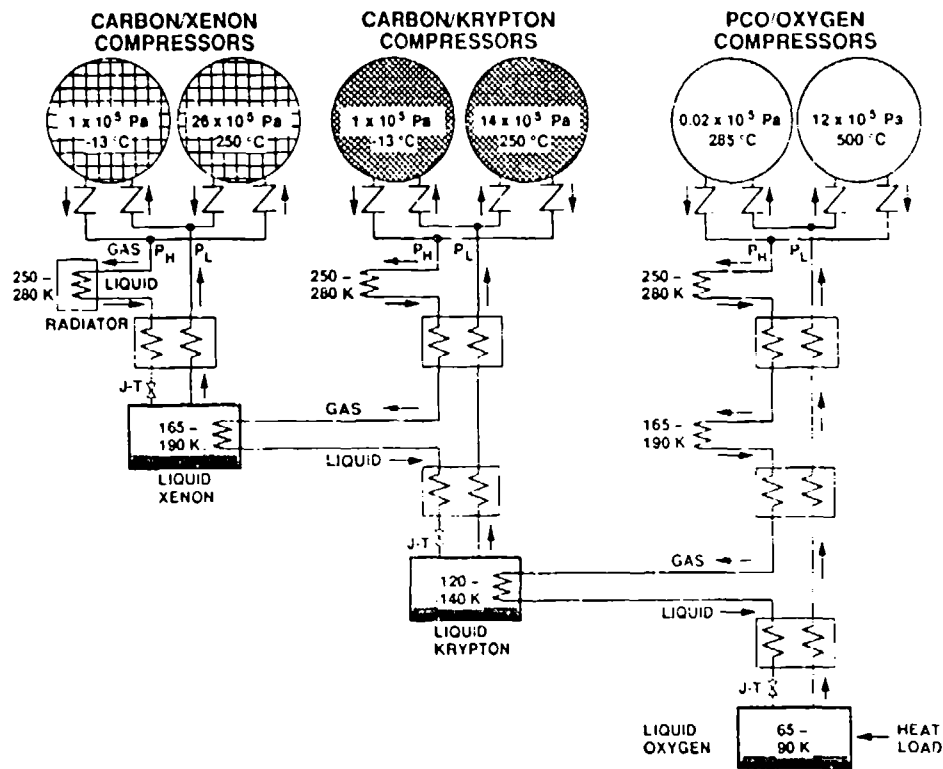 CARBON/XENON
COMPRESSORS
CARBON/KRYPTON
COMPRESSORS
PCO/OXYGEN
COMPRESSORS
1 x 10⁵ Pa
-13 °C
26 x 10⁵ Pa
250 °C
1 x 10⁵ Pa
-13 °C
14 x 10⁵ Pa
250 °C
0.02 x 10⁵ Pa
285 °C
12 x 10⁵ Pa
500 °C
GAS
P_H
P_L
P_H
P_L
P_H
P_L
250 –
280 K
LIQUID
RADIATOR
250 –
280 K
250 –
280 K
J-T
165 –
190 K
LIQUID
XENON
GAS
LIQUID
165 –
190 K
J-T
120 –
140 K
LIQUID
KRYPTON
GAS
LIQUID
J-T
LIQUID
OXYGEN
65 –
90 K
HEAT
LOAD